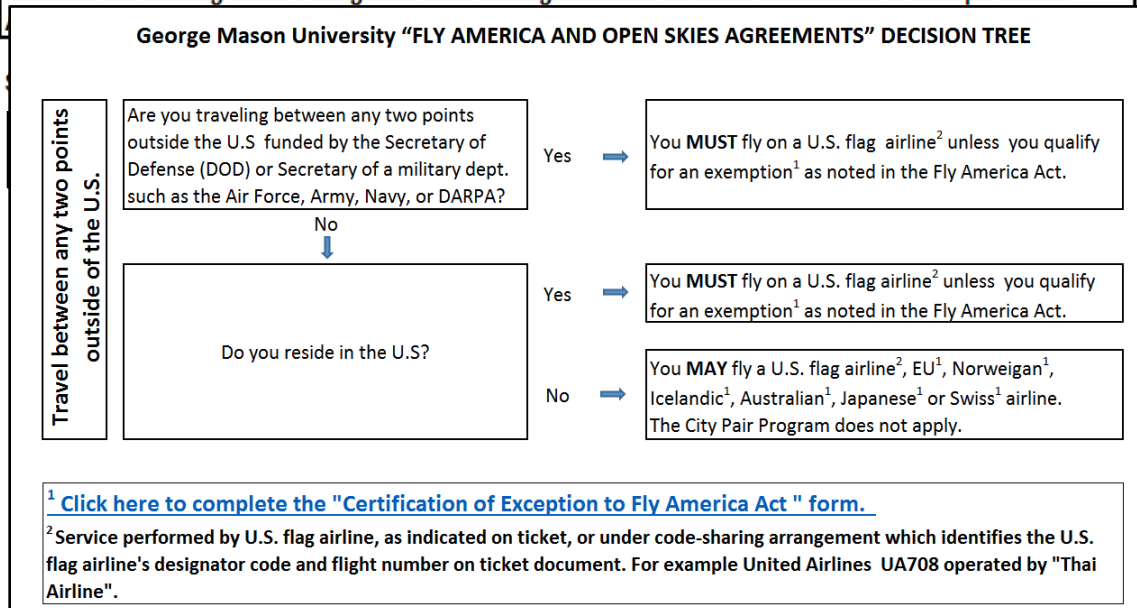 George Mason University “FLY AMERICA AND OPEN SKIES AGREEMENTS” DECISION TREE
Travel between any two points
outside of the U.S.
Are you traveling between any two points
outside the U.S  funded by the Secretary of
Defense (DOD) or Secretary of a military dept.
such as the Air Force, Army, Navy, or DARPA?
Yes
You MUST fly on a U.S. flag  airline² unless  you qualify
for an exemption¹ as noted in the Fly America Act.
No
Do you reside in the U.S?
Yes
You MUST fly on a U.S. flag airline² unless  you qualify
for an exemption¹ as noted in the Fly America Act.
No
You MAY fly a U.S. flag airline², EU¹, Norweigan¹,
Icelandic¹, Australian¹, Japanese¹ or Swiss¹ airline.
The City Pair Program does not apply.
¹ Click here to complete the "Certification of Exception to Fly America Act " form.
² Service performed by U.S. flag airline, as indicated on ticket, or under code-sharing arrangement which identifies the U.S.
flag airline's designator code and flight number on ticket document. For example United Airlines  UA708 operated by "Thai
Airline".